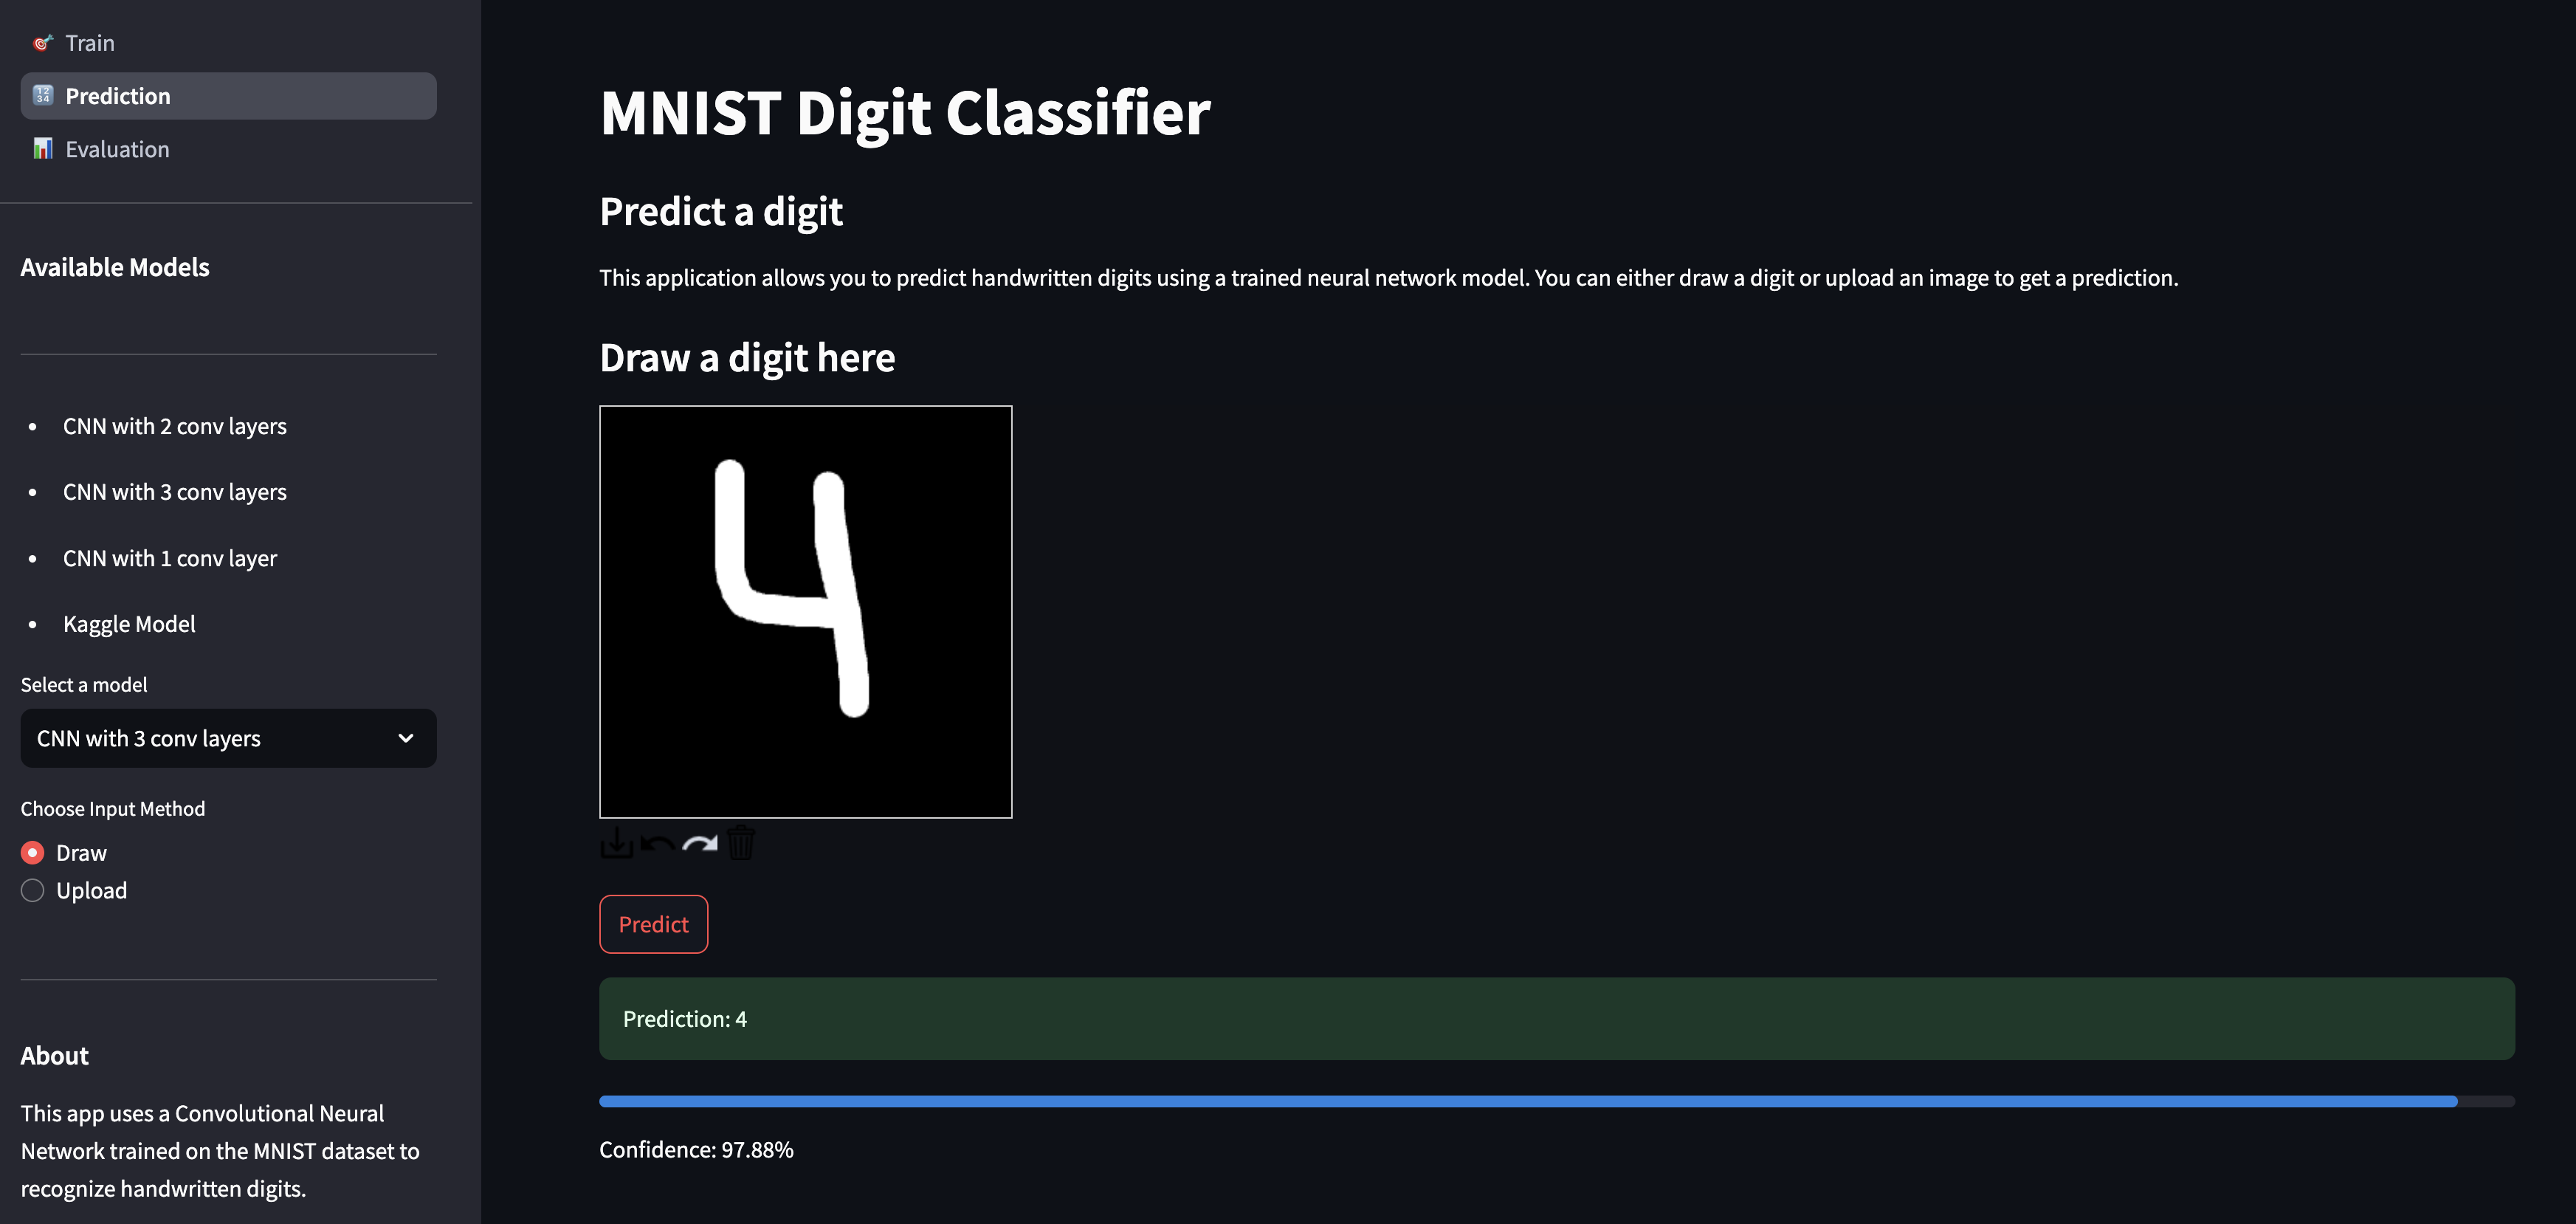 Train
Prediction
Evaluation
Available Models
CNN with 2 conv layers
CNN with 3 conv layers
CNN with 1 conv layer
Kaggle Model
Select a model
CNN with 3 conv layers
Choose Input Method
Draw
Upload
About
This app uses a Convolutional Neural
Network trained on the MNIST dataset to
recognize handwritten digits.
MNIST Digit Classifier
Predict a digit
This application allows you to predict handwritten digits using a trained neural network model. You can either draw a digit or upload an image to get a prediction.
Draw a digit here
4
Predict
Prediction: 4
Confidence: 97.88%